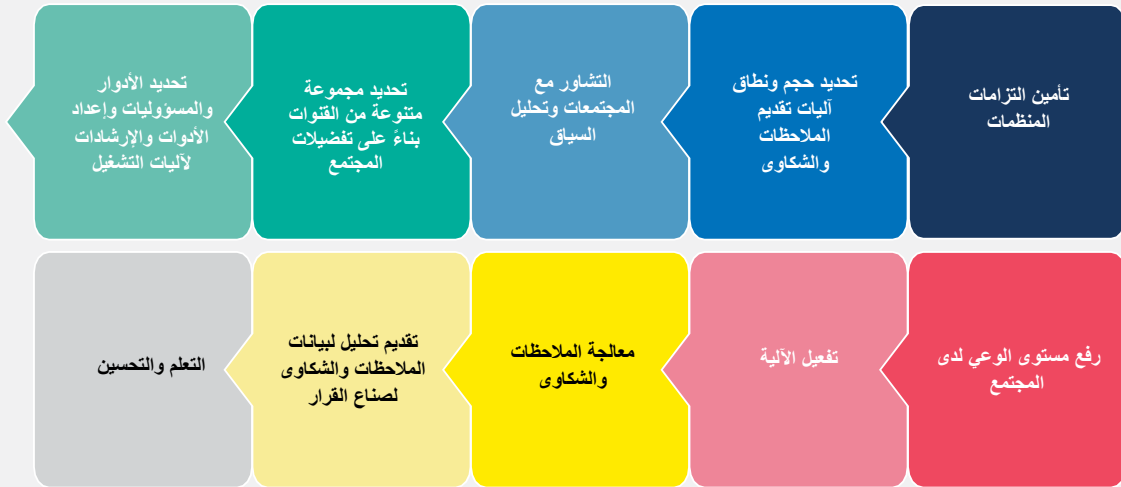 تأمين التزامات
المنظمات
تحديد حجم ونطاق
آليات تقديم
الملاحظات
والشكاوى
التشاور مع
المجتمعات وتحليل
السياق
تحديد مجموعة
متنوعة من القنوات
بناءً على تفضيلات
المجتمع
تحديد الأدوار
والمسؤوليات وإعداد
الأدوات والإرشادات
لآليات التشغيل
رفع مستوى الوعي لدى
المجتمع
تفعيل الآلية
معالجة الملاحظات
والشكاوى
تقديم تحليل لبيانات
الملاحظات والشكاوى
لصناع القرار
التعلم والتحسين